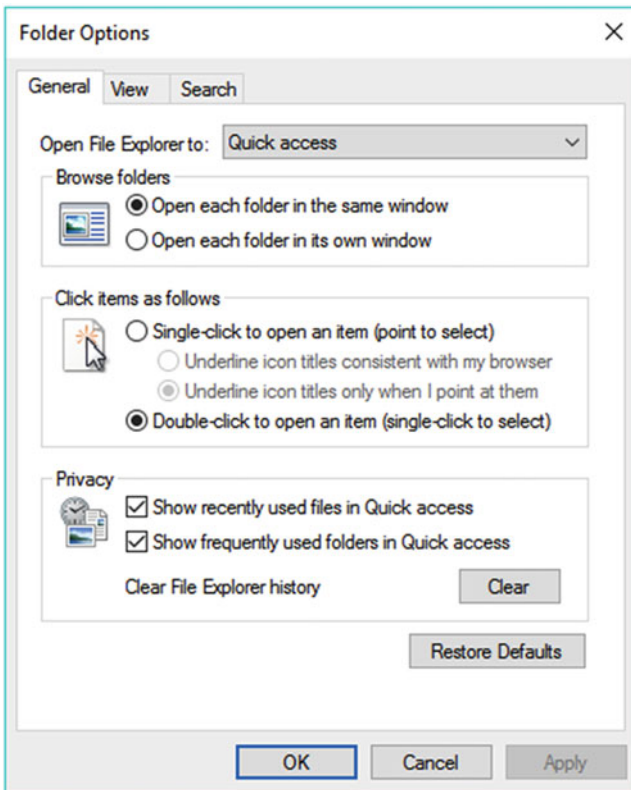 Folder Options
General View Search
Open File Explorer to: Quick access
Browse folders
Open each folder in the same window
Open each folder in its own window
Click items as follows
Single-click to open an item (point to select)
Underline icon titles consistent with my browser
Underline icon titles only when I point at them
Double-click to open an item (single-click to select)
Privacy
Show recently used files in Quick access
Show frequently used folders in Quick access
Clear File Explorer history Clear
Restore Defaults
OK Cancel Apply